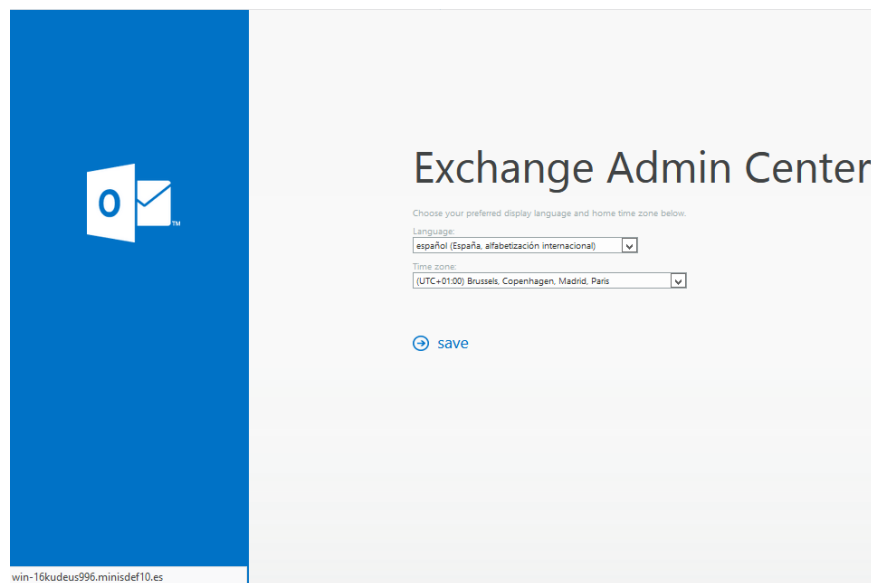 O
TM
Exchange Admin Center
Choose your preferred display language and home time zone below.
Language:
español (España, alfabetización internacional)
Time zone:
(UTC+01:00) Brussels, Copenhagen, Madrid, Paris
save
win-16kudeus996.minisdef10.es